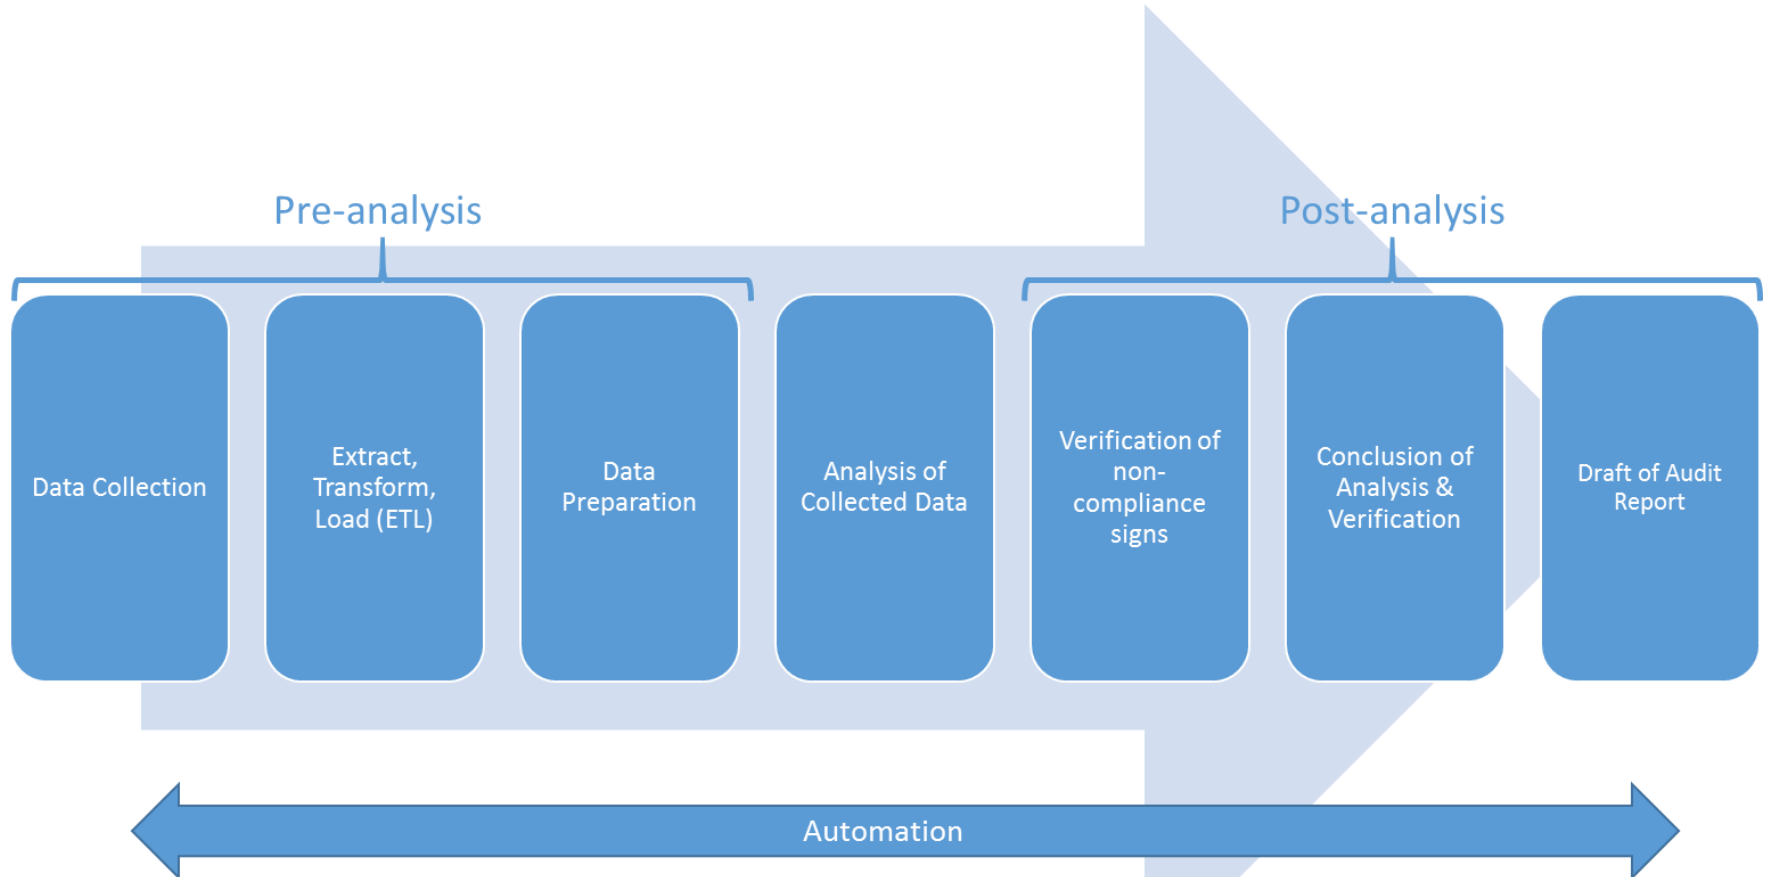 Pre-analysis
Post-analysis
Data Collection
Extract,
Transform,
Load (ETL)
Data
Preparation
Analysis of
Collected Data
Verification of
non-
compliance
signs
Conclusion of
Analysis &
Verification
Draft of Audit
Report
Automation